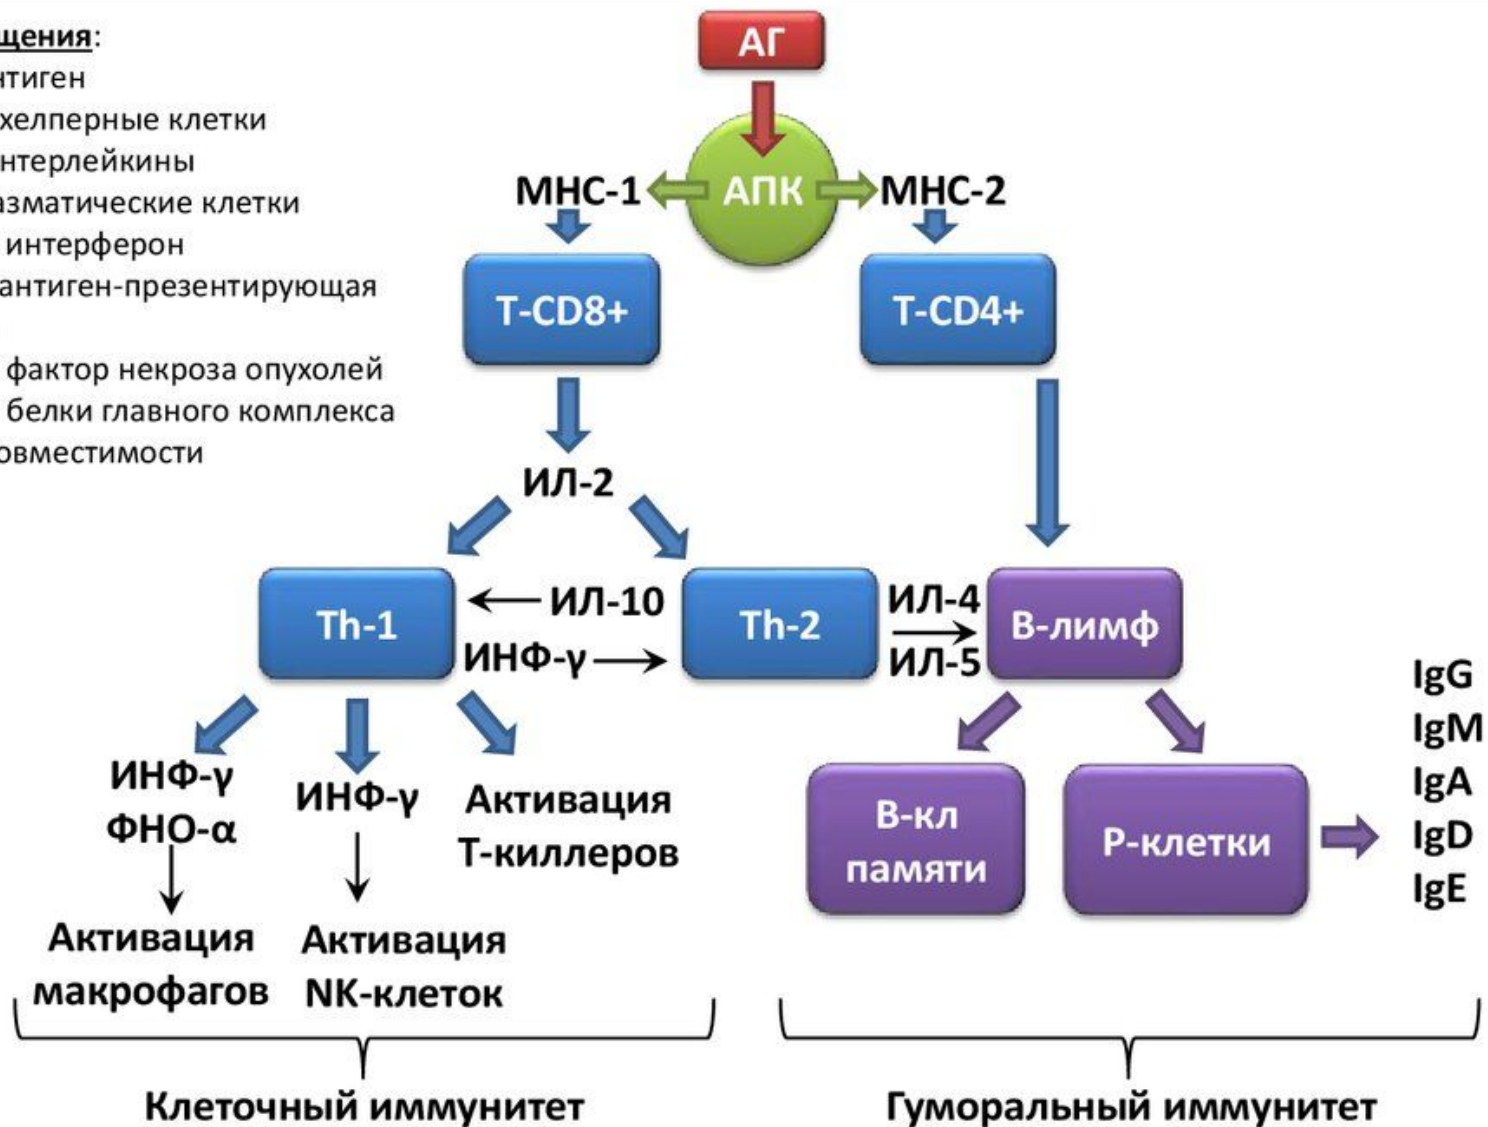 щения:
нтиген
хелперные клетки
нтерлейкины
азматические клетки
интерферон
антиген-презентирующая
фактор некроза опухолей
белки главного комплекса
овместимости
АГ
МНС-1
АПК
МНС-2
T-CD8+
T-CD4+
ИЛ-2
Th-1
ИЛ-10
ИНФ-γ
Th-2
ИЛ-4
ИЛ-5
В-лимф
ИНФ-γ
ФНО-α
Активация
макрофагов
ИНФ-γ
Активация
NK-клеток
Активация
Т-киллеров
В-кл
памяти
Р-клетки
IgG
IgM
IgA
IgD
IgE
Клеточный иммунитет
Гуморальный иммунитет